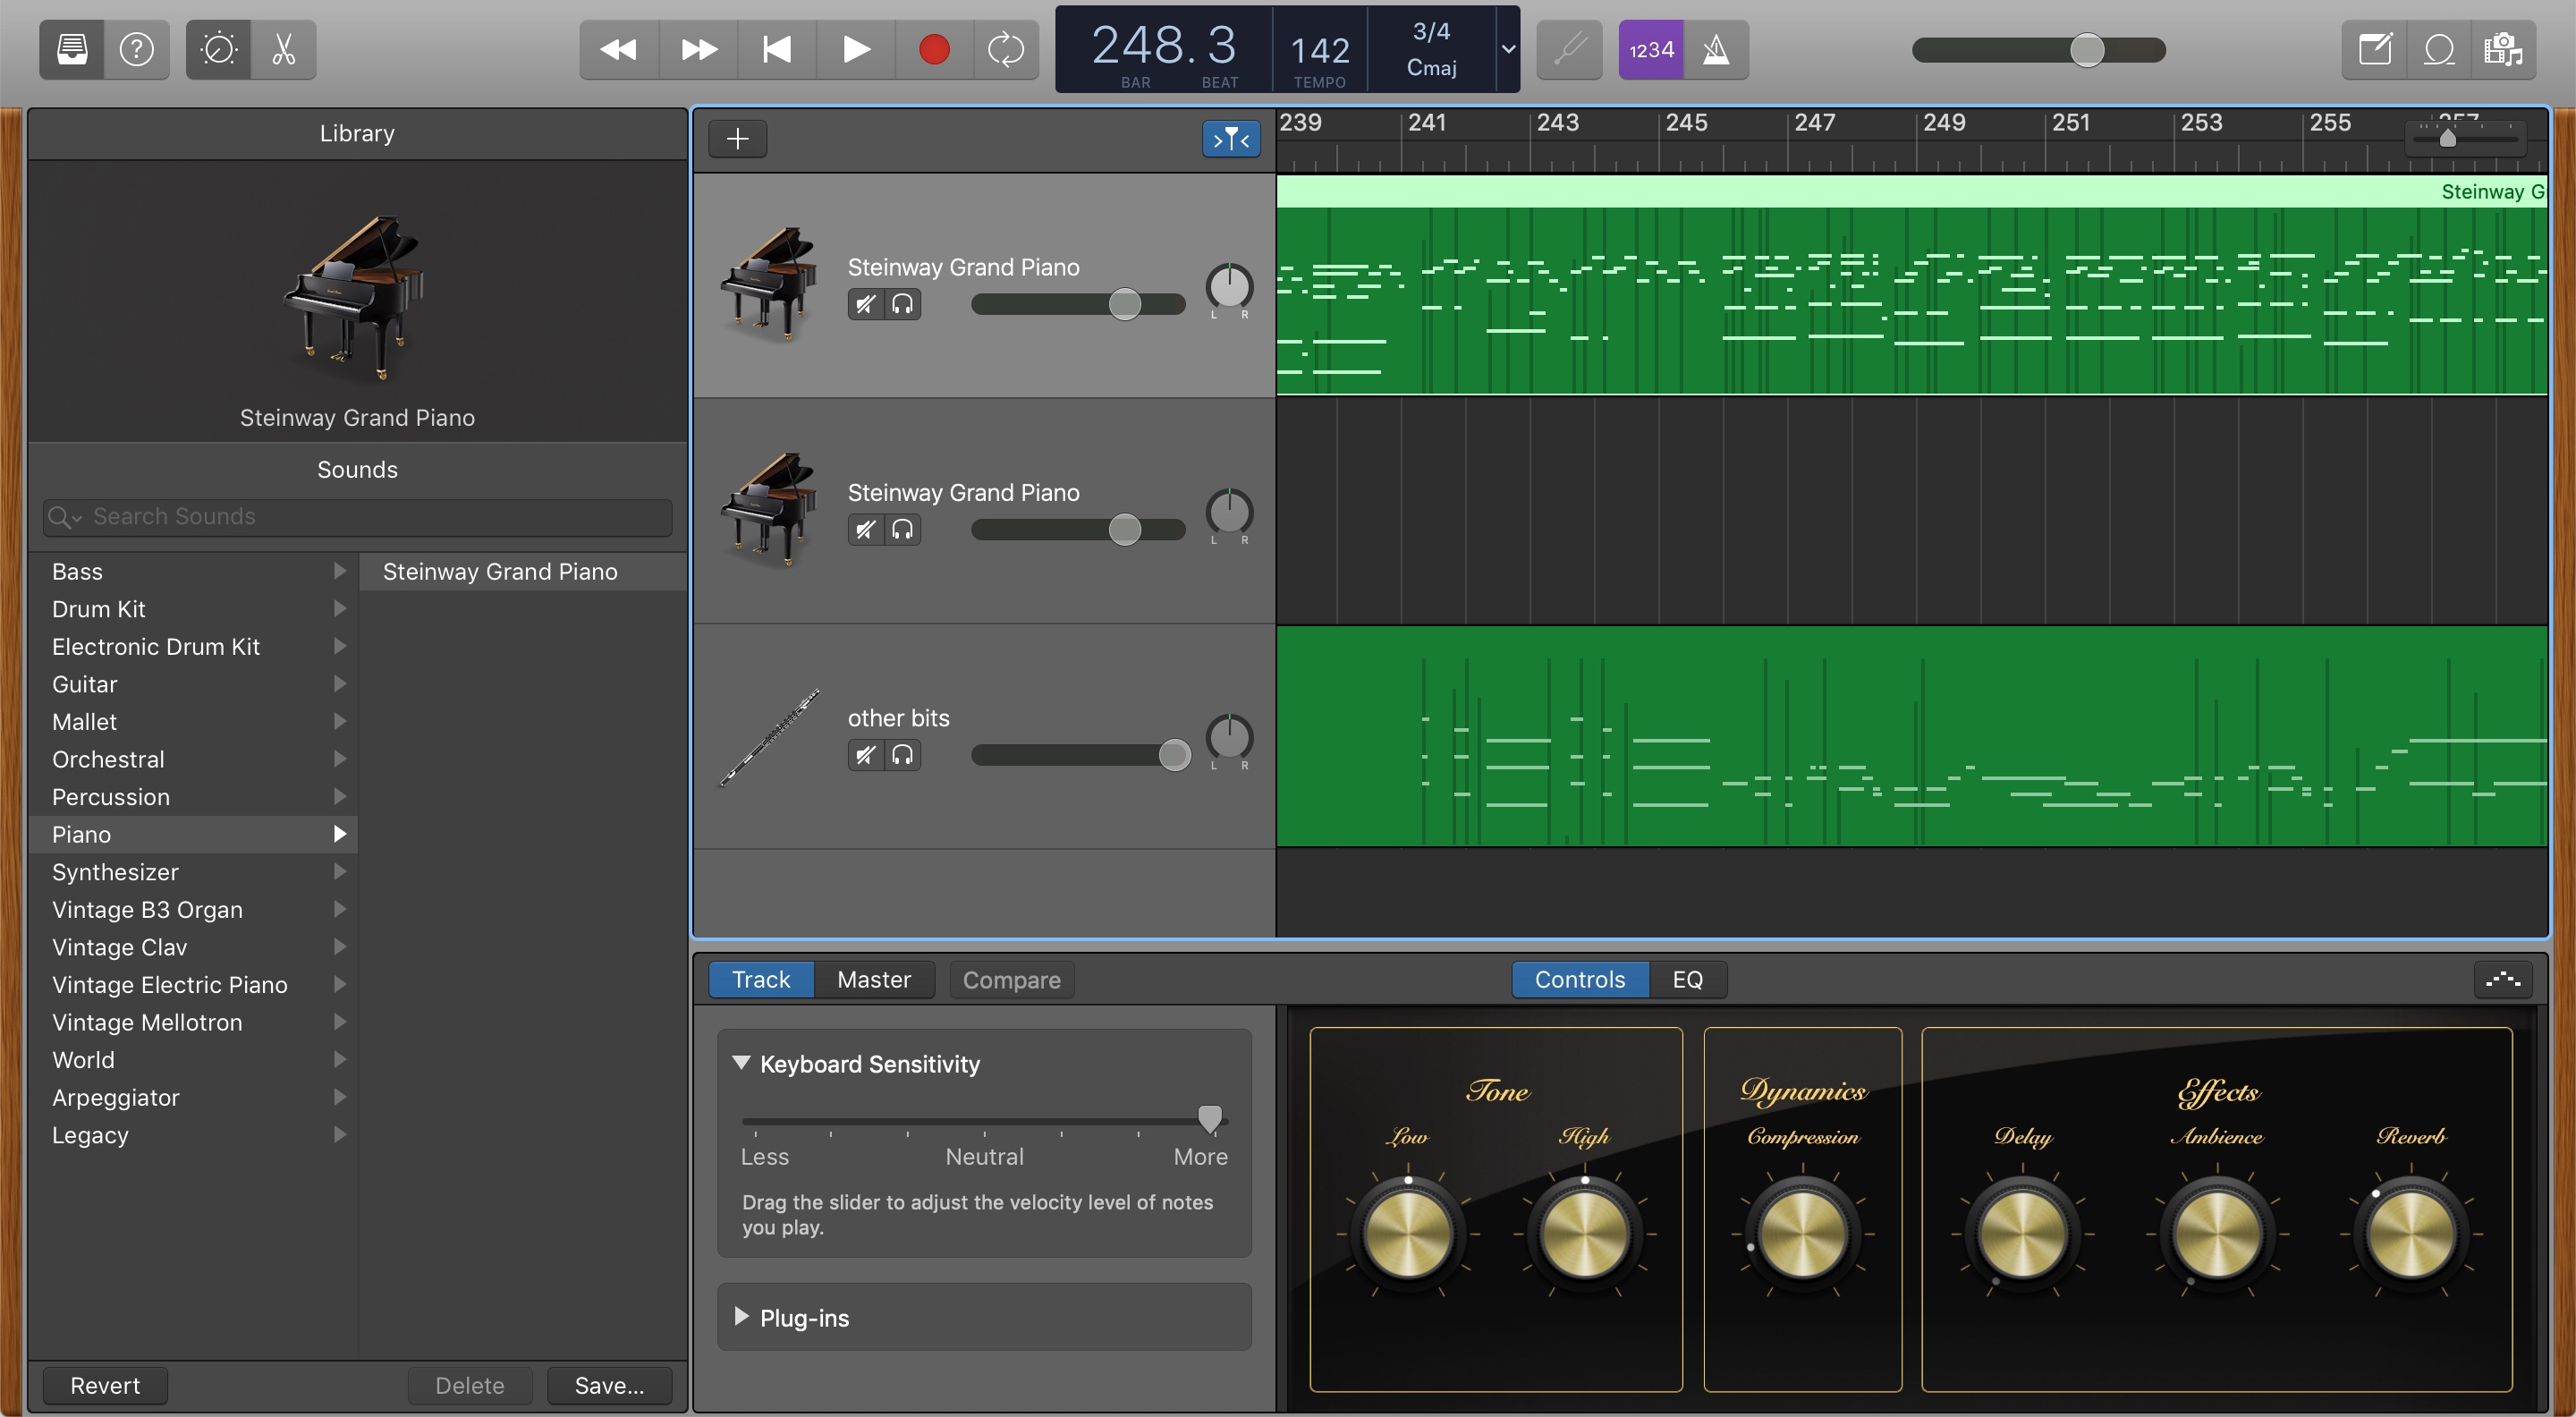 248.3
BAR BEAT
142
TEMPO
3/4
Cmaj
1234
Library
Steinway Grand Piano
Sounds
Search Sounds
Bass
Drum Kit
Electronic Drum Kit
Guitar
Mallet
Orchestral
Percussion
Piano
Synthesizer
Vintage B3 Organ
Vintage Clav
Vintage Electric Piano
Vintage Mellotron
World
Arpeggiator
Legacy
Steinway Grand Piano
Revert
Delete
Save...
239 241 243 245 247 249 251 253 255 257
Steinway G
Steinway Grand Piano
L R
Steinway Grand Piano
L R
other bits
L R
Track
Master
Compare
Controls
EQ
Keyboard Sensitivity
Less Neutral More
Drag the slider to adjust the velocity level of notes
you play.
Plug-ins
Tone
Low High
Dynamics
Compression
Effects
Delay Ambience Reverb